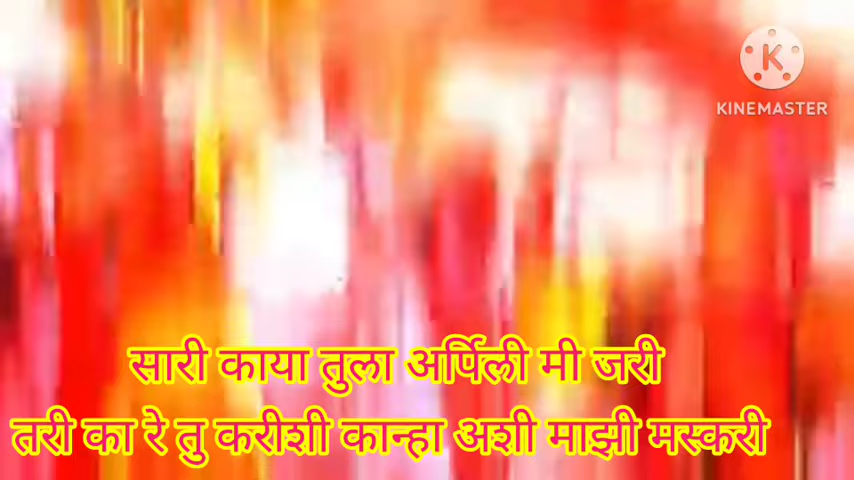 K
KINEMASTER
सारी काया तुला अर्पिली मी जरी
तरी का रे तु करीशी कान्हा अशी माझी मस्करी